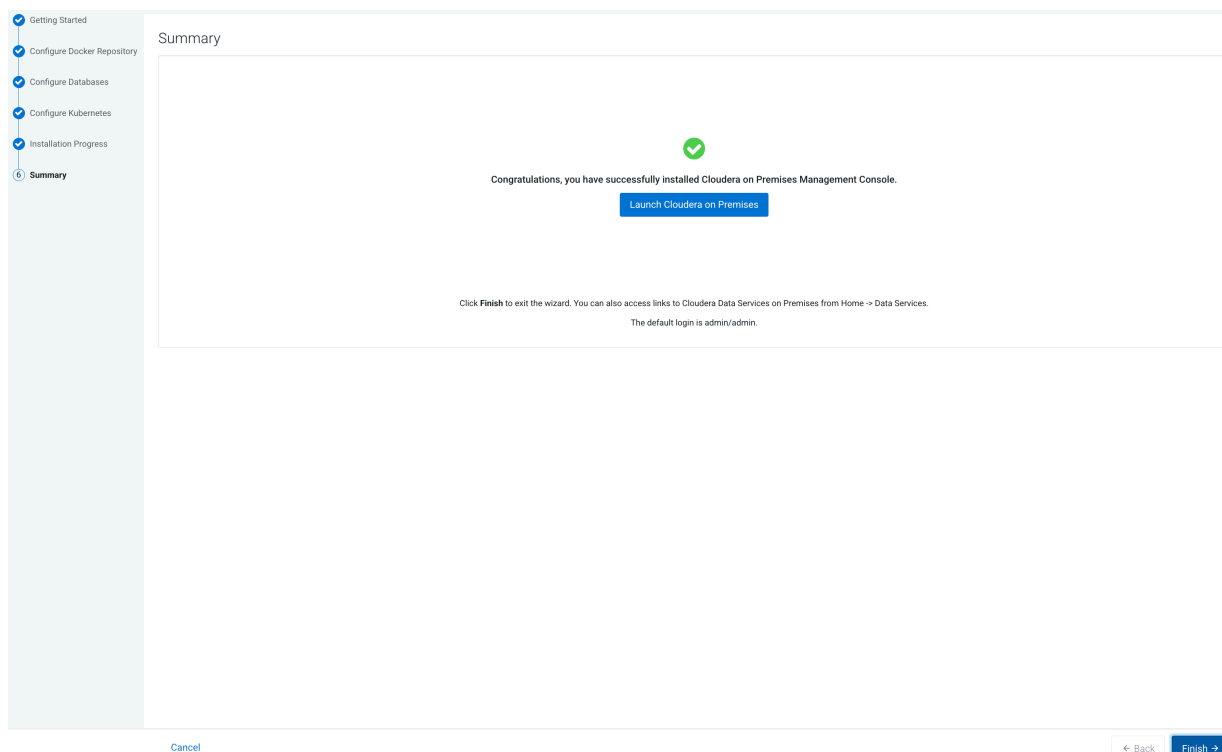 Getting Started
Configure Docker Repository
Configure Databases
Configure Kubernetes
Installation Progress
6 Summary
Summary
Congratulations, you have successfully installed Cloudera on Premises Management Console.
Launch Cloudera on Premises
Click Finish to exit the wizard. You can also access links to Cloudera Data Services on Premises from Home -> Data Services.
The default login is admin/admin.
Cancel
← Back
Finish →